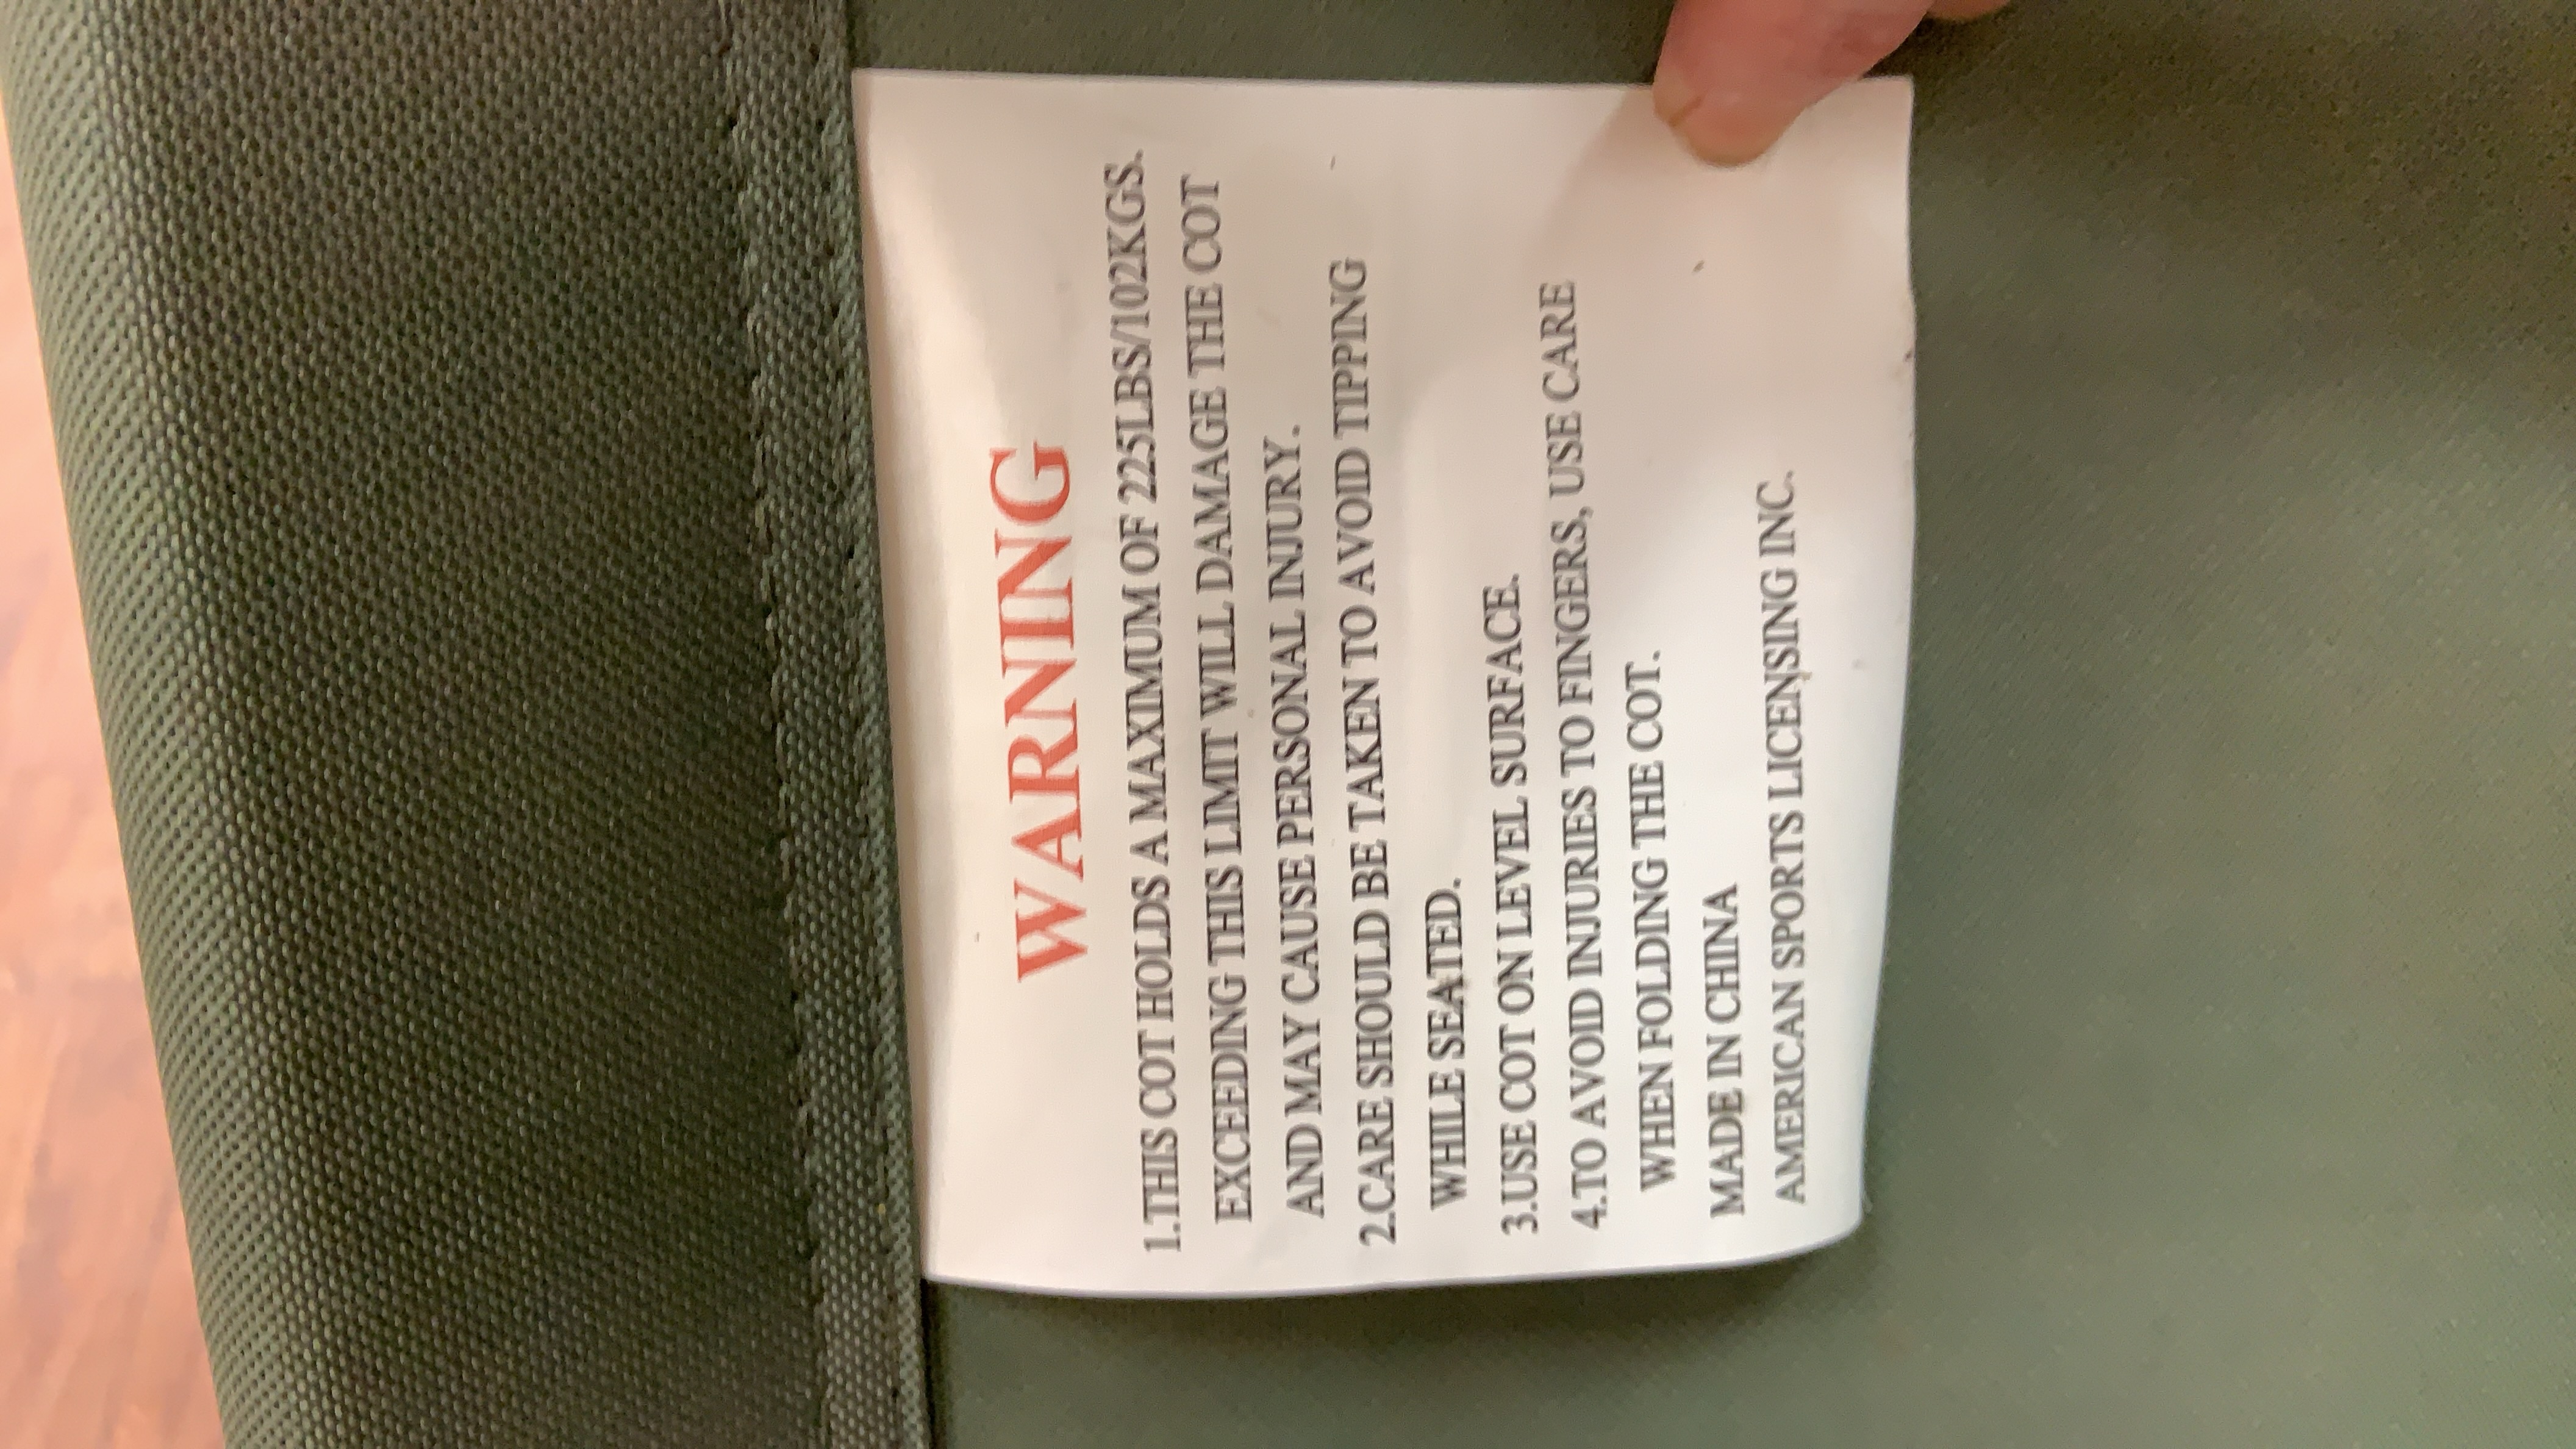 WARNING
1.THIS COT HOLDS A MAXIMUM OF 225LBS/102KGS.
EXCEEDING THIS LIMIT WILL DAMAGE THE COT
AND MAY CAUSE PERSONAL INJURY.
2.CARE SHOULD BE TAKEN TO AVOID TIPPING
WHILE SEATED.
3.USE COT ON LEVEL SURFACE.
4.TO AVOID INJURIES TO FINGERS, USE CARE
WHEN FOLDING THE COT.
MADE IN CHINA
AMERICAN SPORTS LICENSING INC.